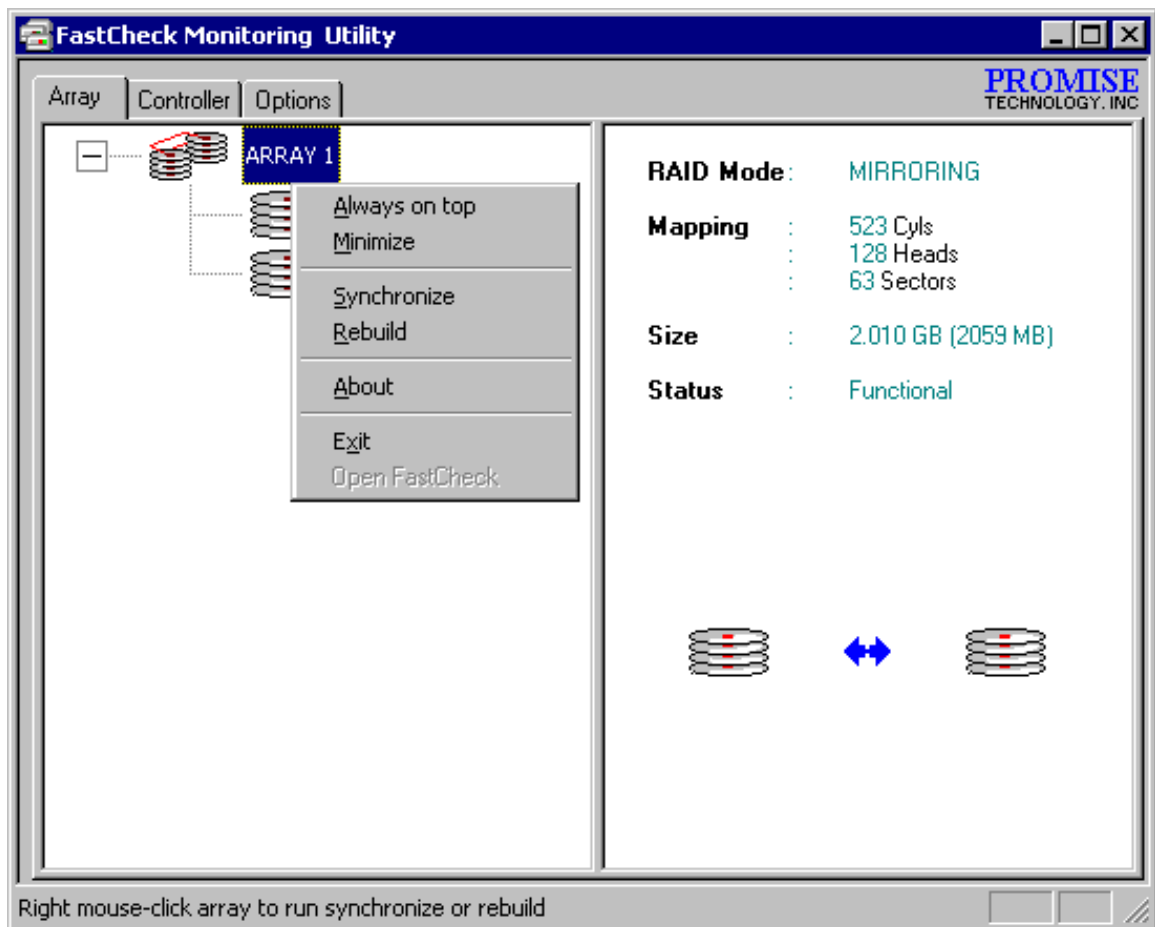 FastCheck Monitoring Utility
PROMISE
TECHNOLOGY. INC
Array Controller Options
ARRAY 1
Always on top
Minimize
Synchronize
Rebuild
About
Exit
Open FastCheck
RAID Mode : MIRRORING
Mapping : 523 Cyls
: 128 Heads
: 63 Sectors
Size : 2.010 GB (2059 MB)
Status : Functional
Right mouse-click array to run synchronize or rebuild